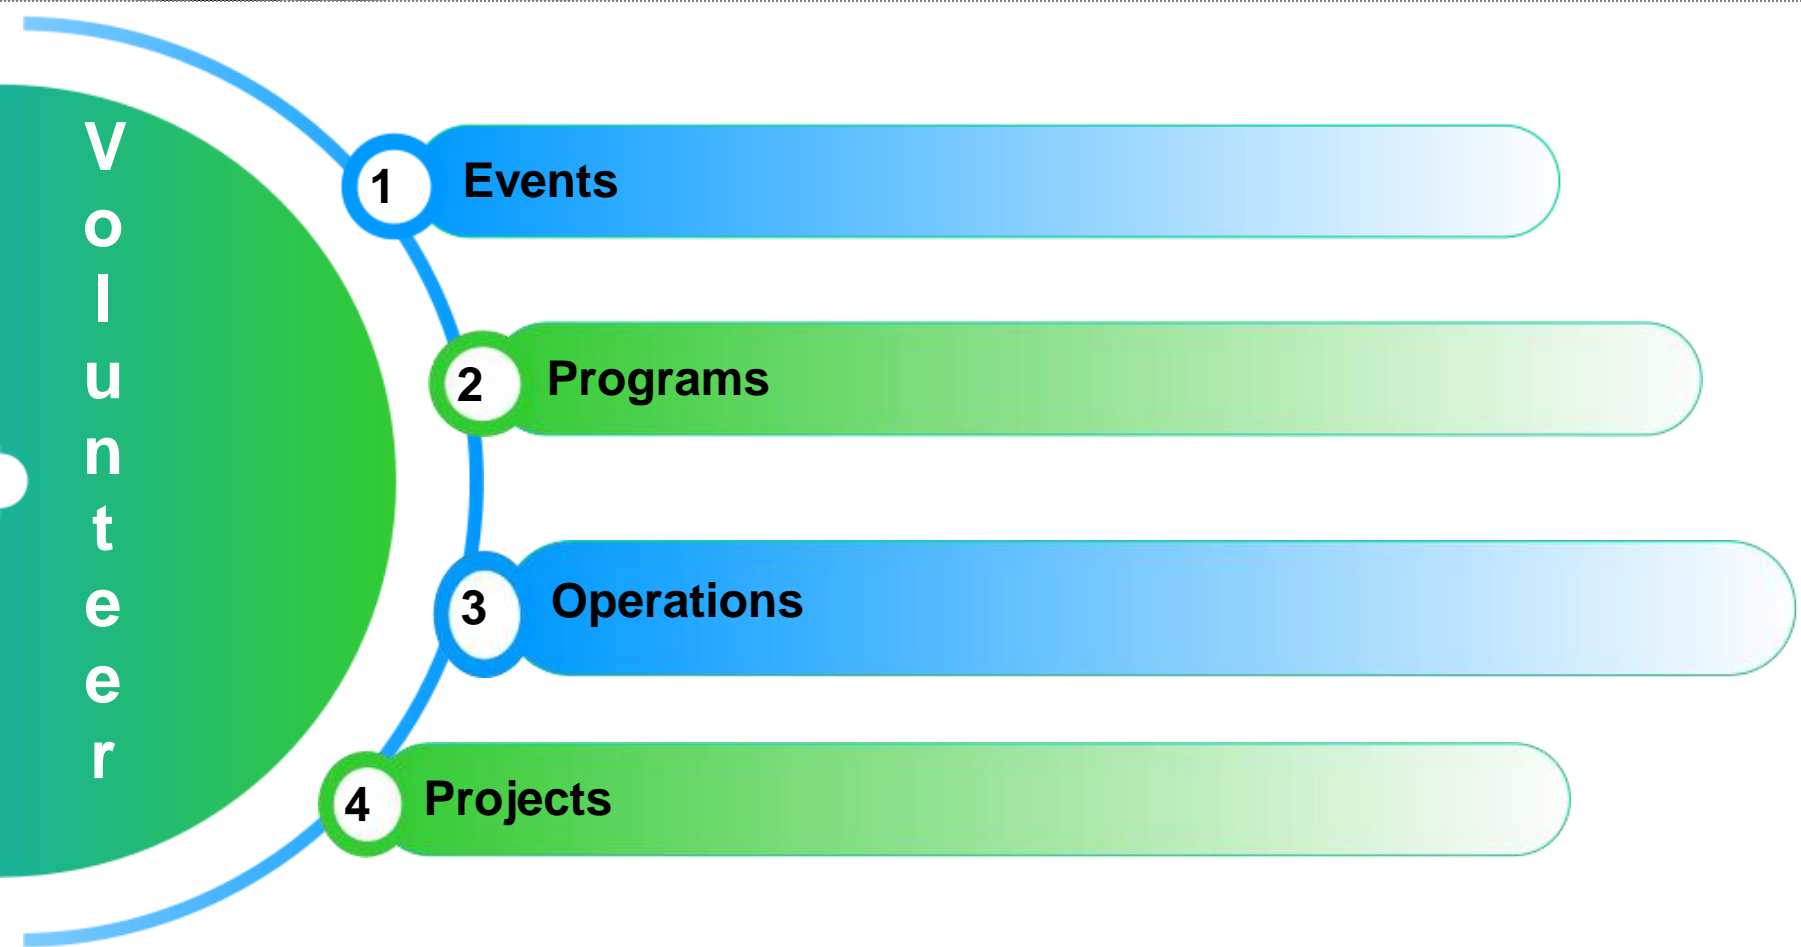 Volunteer
1 Events
2 Programs
3 Operations
4 Projects